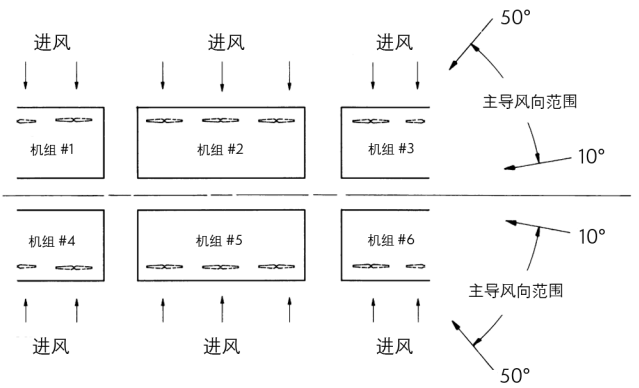 50°
进风 进风 进风
主导风向范围
机组 #1 机组 #2 机组 #3
10°
10°
机组 #4 机组 #5 机组 #6
主导风向范围
进风 进风 进风
50°